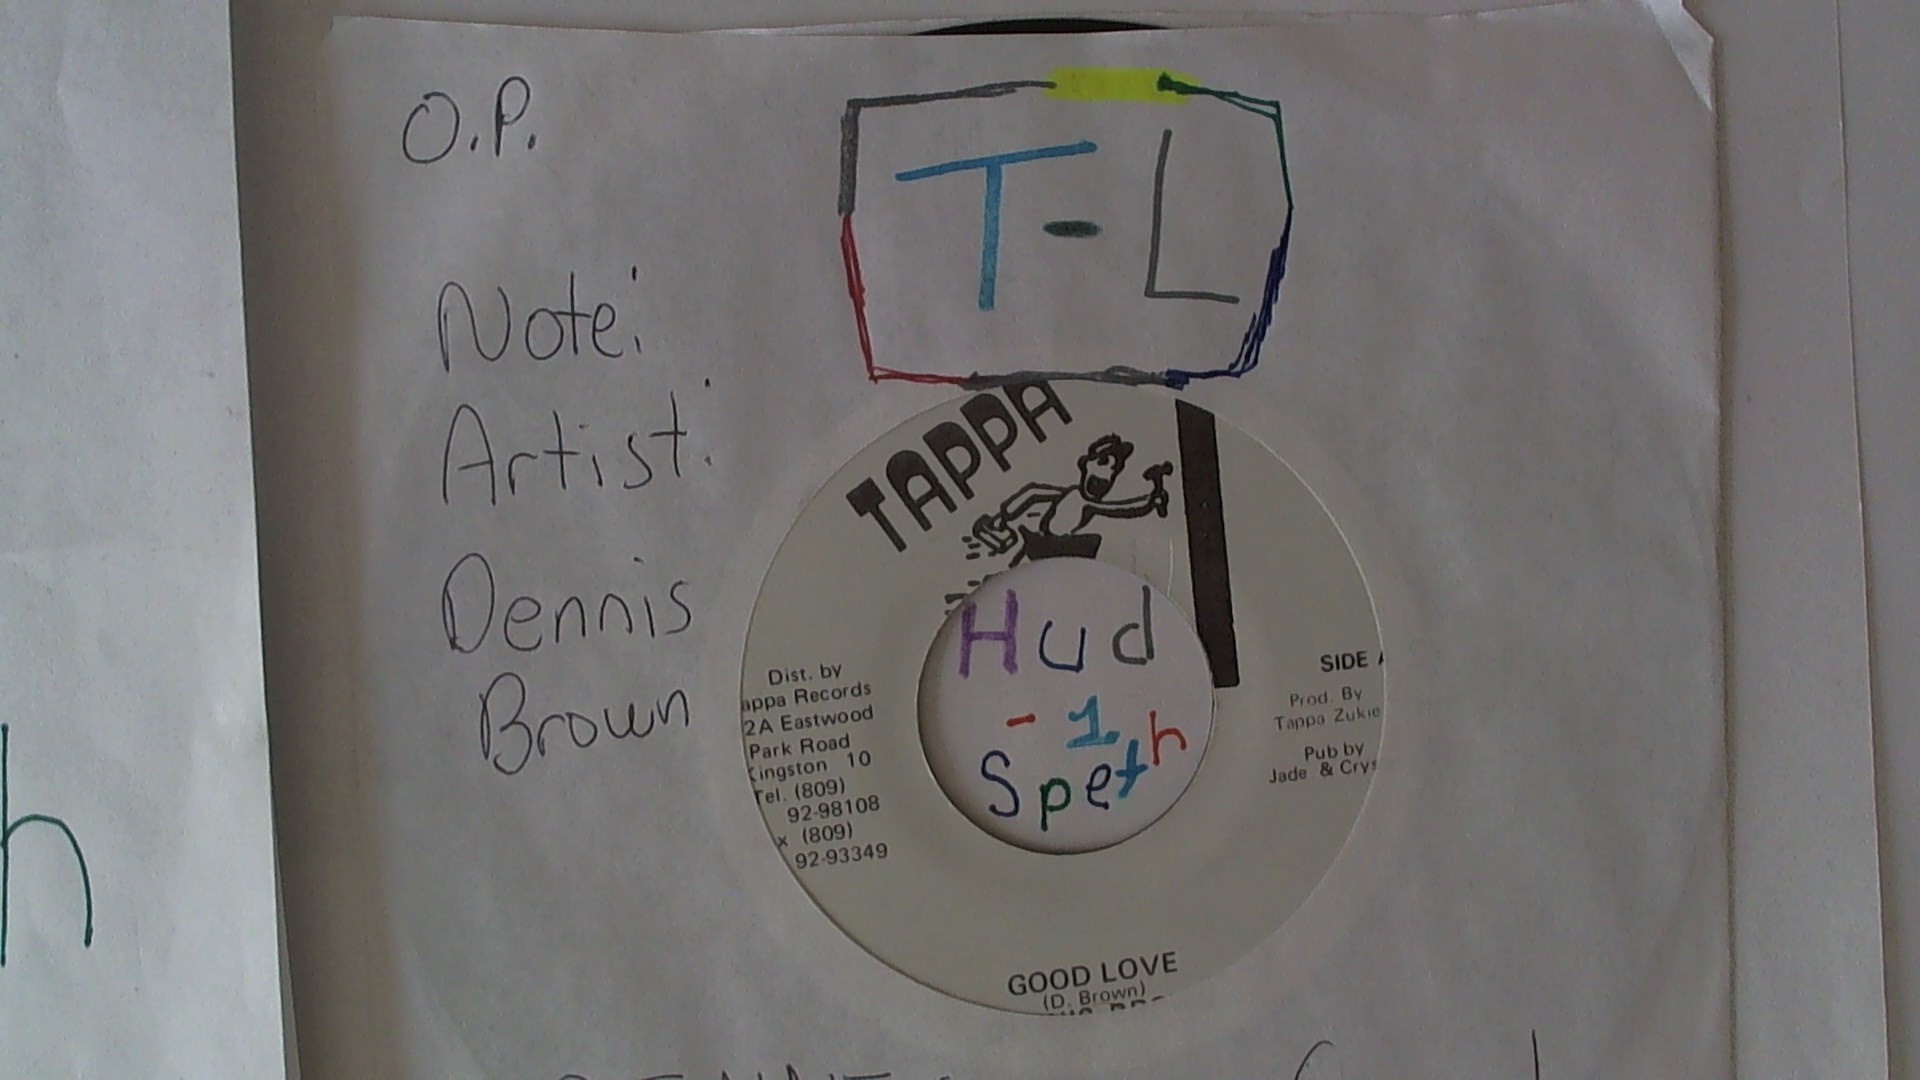 O.P.
T-L
Note:
Artist:
Dennis
Brown
TAPPA
Hud
-1
Speth
Dist. by
appa Records
2A Eastwood
Park Road
Kingston 10
Tel. (809)
92-98108
x (809)
92-93349
SIDE A
Prod. By
Tappa Zukie
Pub by
Jade & Crys
GOOD LOVE
(D. Brown)
h